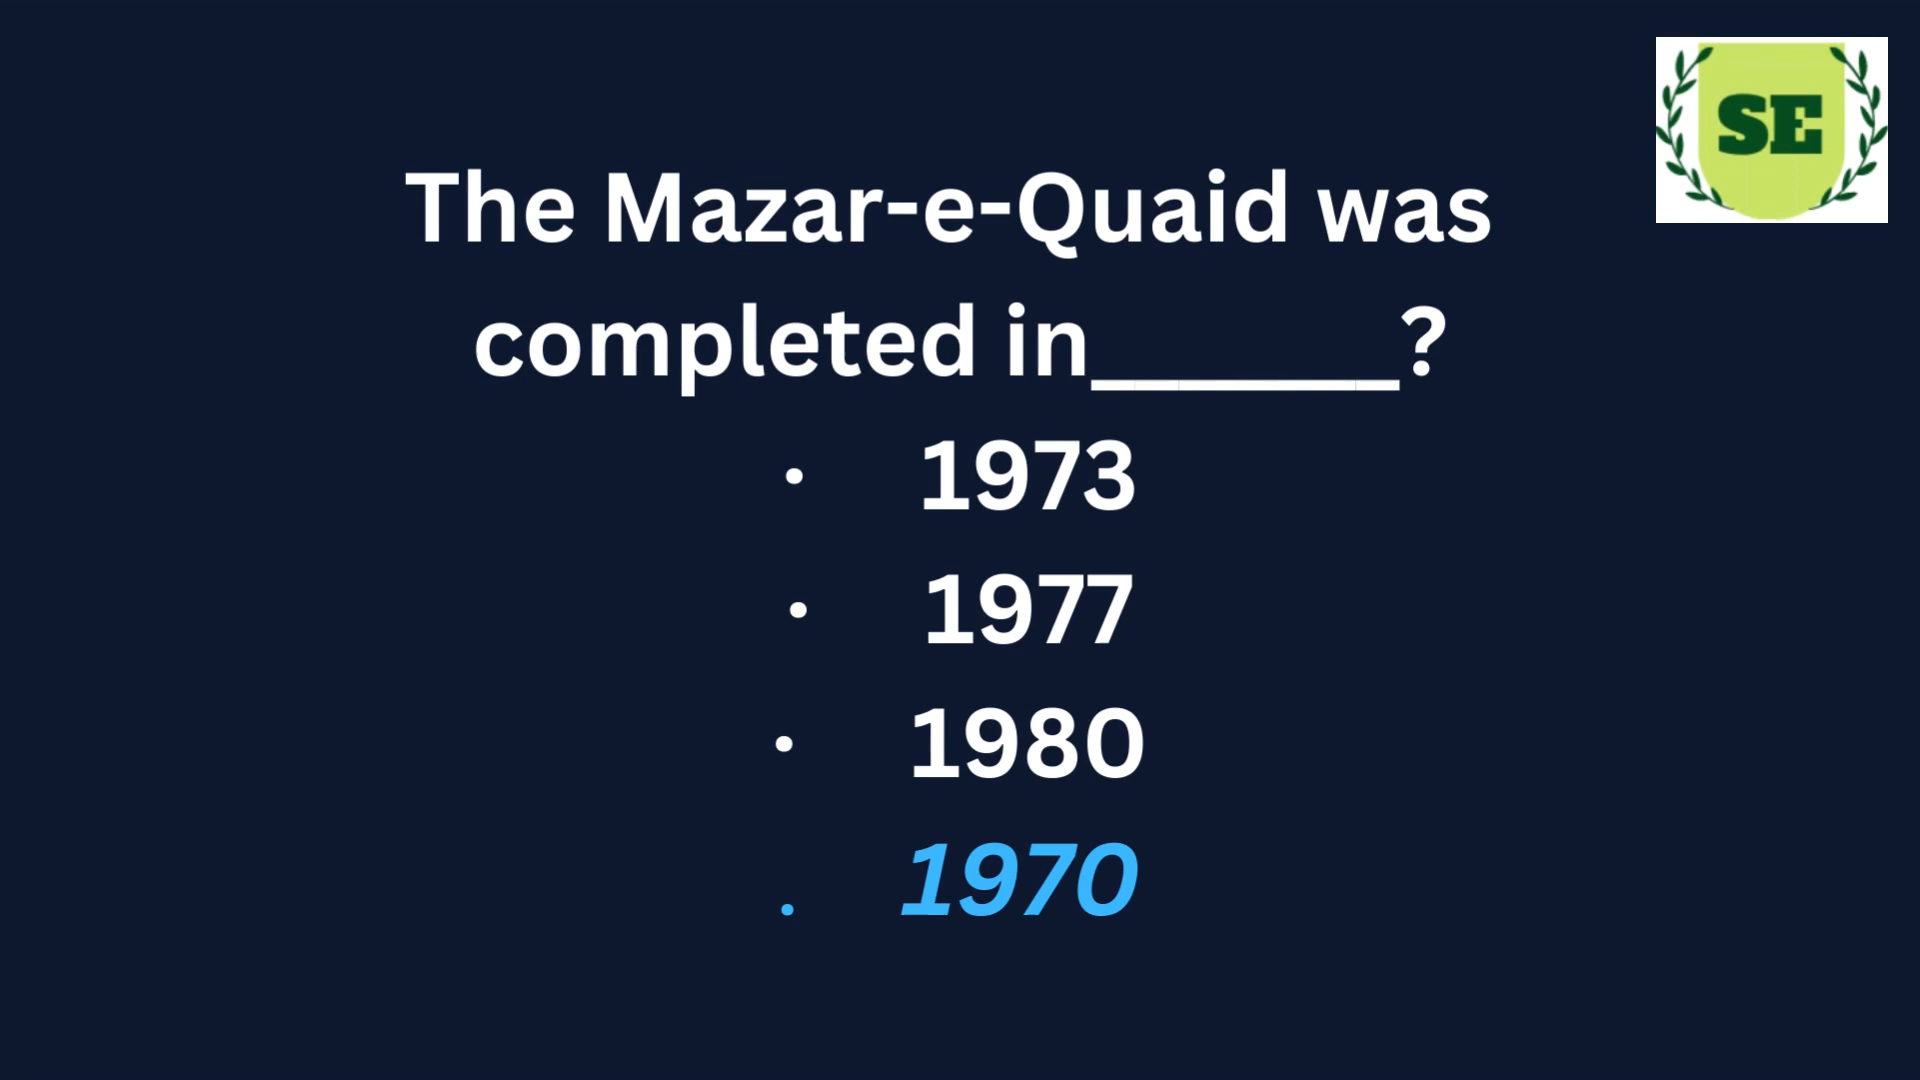 SE
The Mazar-e-Quaid was
completed in_______?
· 1973
· 1977
· 1980
. 1970